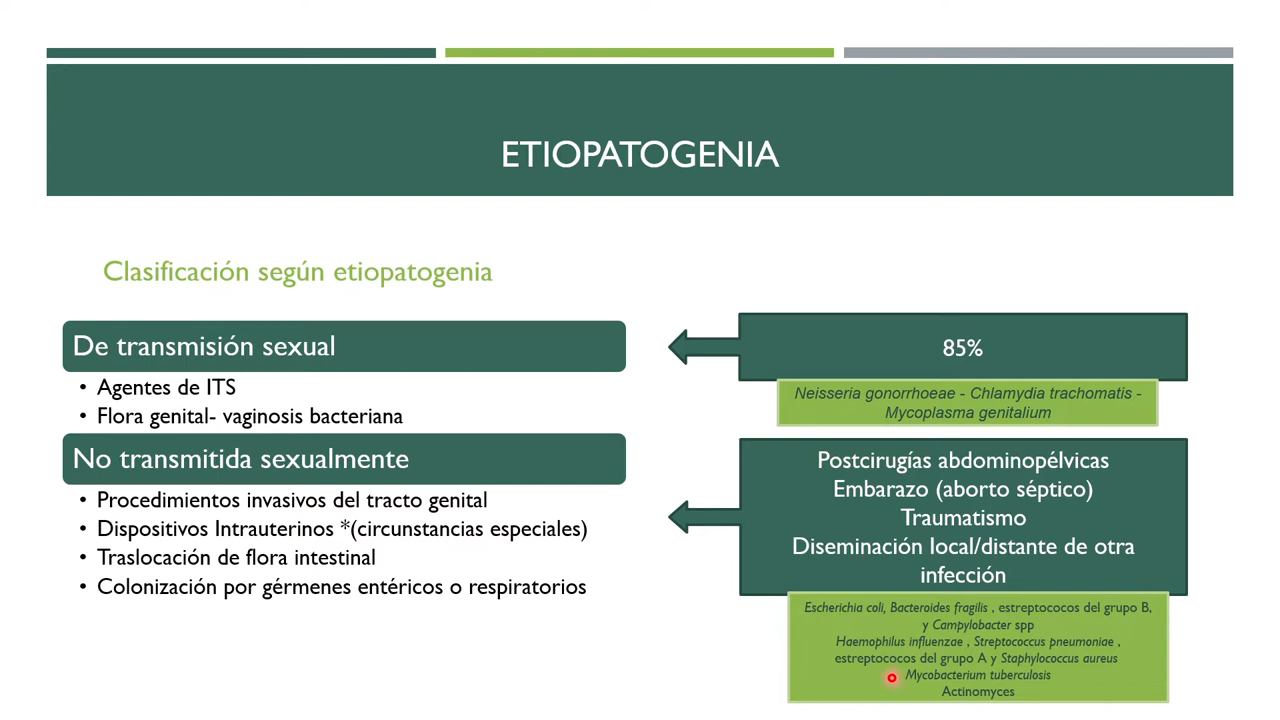 ETIOPATOGENIA
Clasificación según etiopatogenia
De transmisión sexual
• Agentes de ITS
• Flora genital- vaginosis bacteriana
No transmitida sexualmente
• Procedimientos invasivos del tracto genital
• Dispositivos Intrauterinos *(circunstancias especiales)
• Traslocación de flora intestinal
• Colonización por gérmenes entéricos o respiratorios
85%
Neisseria gonorrhoeae - Chlamydia trachomatis -
Mycoplasma genitalium
Postcirugías abdominopélvicas
Embarazo (aborto séptico)
Traumatismo
Diseminación local/distante de otra
infección
Escherichia coli, Bacteroides fragilis , estreptococos del grupo B,
y Campylobacter spp
Haemophilus influenzae , Streptococcus pneumoniae ,
estreptococos del grupo A y Staphylococcus aureus
Mycobacterium tuberculosis
Actinomyces